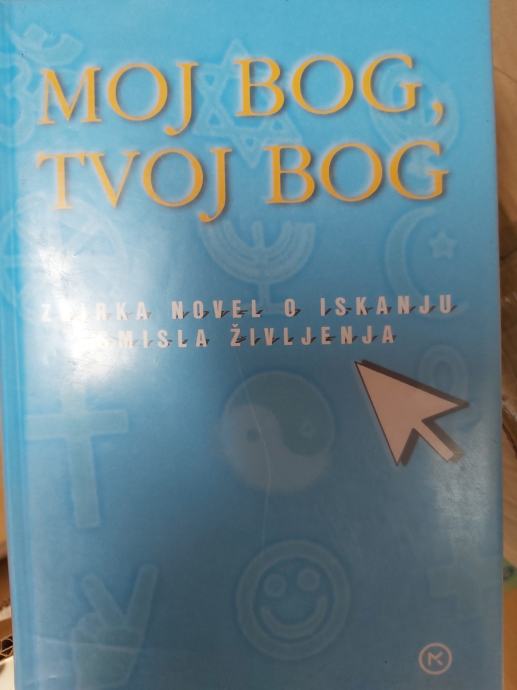 MOJ BOG,
TVOJ BOG
ZBIRKA NOVEL O ISKANJU
SMISLA ŽIVLJENJA